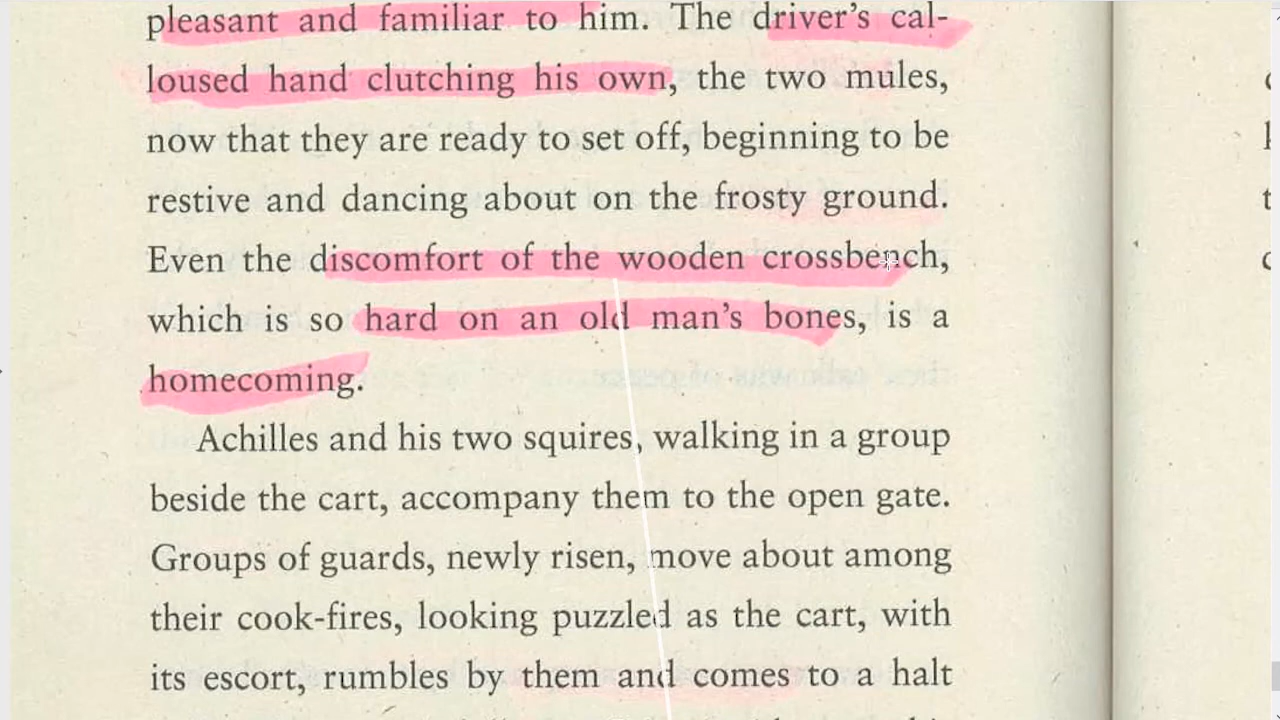 pleasant and familiar to him. The driver's cal-
loused hand clutching his own, the two mules,
now that they are ready to set off, beginning to be
restive and dancing about on the frosty ground.
Even the discomfort of the wooden crossbench,
which is so hard on an old man's bones, is a
homecoming.
Achilles and his two squires, walking in a group
beside the cart, accompany them to the open gate.
Groups of guards, newly risen, move about among
their cook-fires, looking puzzled as the cart, with
its escort, rumbles by them and comes to a halt